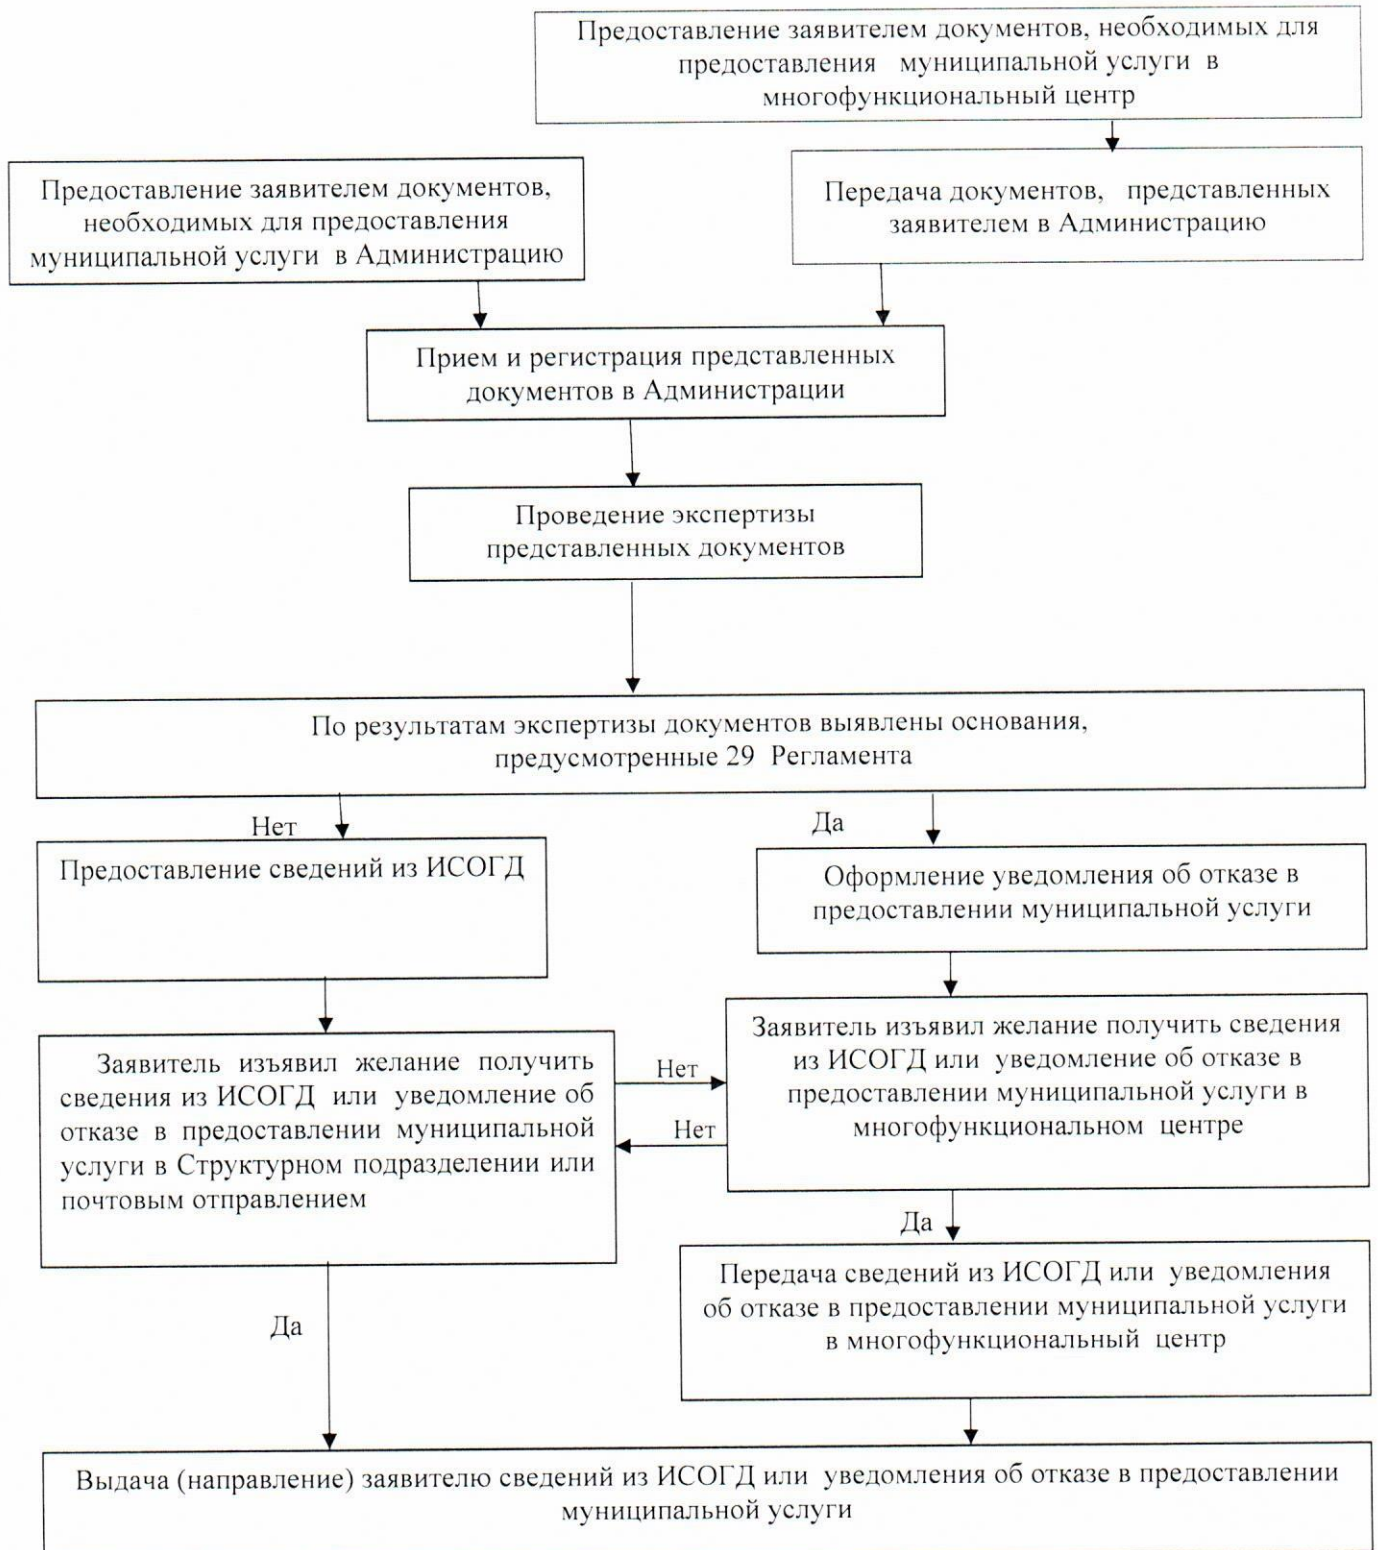 Предоставление заявителем документов, необходимых для
предоставления муниципальной услуги в
многофункциональный центр
Предоставление заявителем документов,
необходимых для предоставления
муниципальной услуги в Администрацию
Передача документов, представленных
заявителем в Администрацию
Прием и регистрация представленных
документов в Администрации
Проведение экспертизы
представленных документов
По результатам экспертизы документов выявлены основания,
предусмотренные 29 Регламента
Нет
Да
Предоставление сведений из ИСОГД
Оформление уведомления об отказе в
предоставлении муниципальной услуги
Заявитель изъявил желание получить
сведения из ИСОГД или уведомление об
отказе в предоставлении муниципальной
услуги в Структурном подразделении или
почтовым отправлением
Нет
Нет
Заявитель изъявил желание получить сведения
из ИСОГД или уведомление об отказе в
предоставлении муниципальной услуги в
многофункциональном центре
Да
Да
Передача сведений из ИСОГД или уведомления
об отказе в предоставлении муниципальной услуги
в многофункциональный центр
Выдача (направление) заявителю сведений из ИСОГД или уведомления об отказе в предоставлении
муниципальной услуги